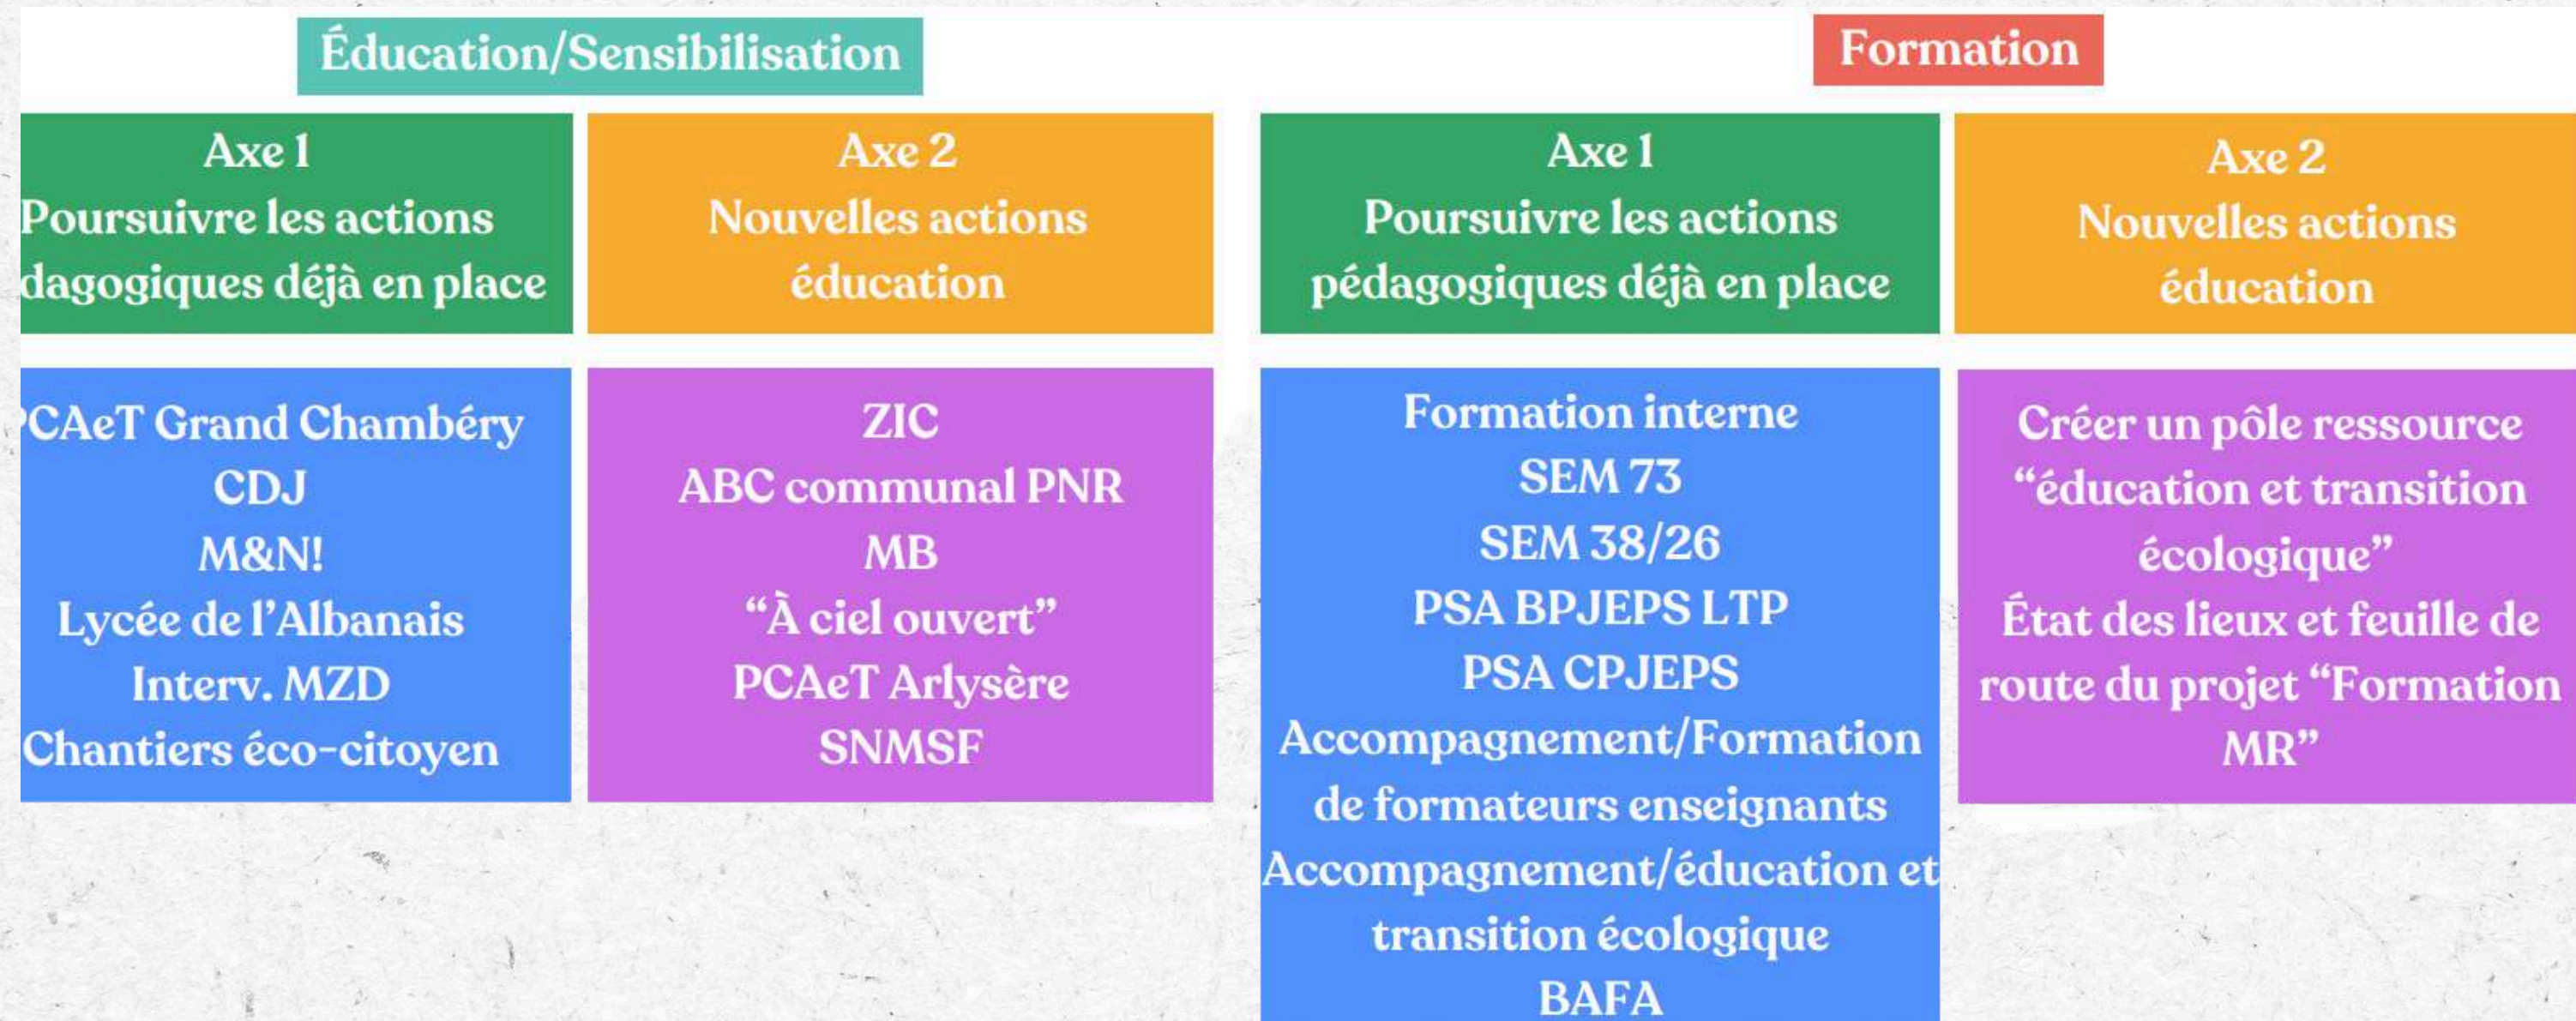 Éducation/Sensibilisation
Axe 1
Poursuivre les actions
dagogiques déjà en place
CAeT Grand Chambéry
CDJ
M&N!
Lycée de l’Albanais
Interv. MZD
Chantiers éco-citoyen
Axe 2
Nouvelles actions
éducation
ZIC
ABC communal PNR
MB
“À ciel ouvert”
PCAeT Arlysère
SNMSF
Formation
Axe 1
Poursuivre les actions
pédagogiques déjà en place
Formation interne
SEM 73
SEM 38/26
PSA BPJEPS LTP
PSA CPJEPS
Accompagnement/Formation
de formateurs enseignants
Accompagnement/éducation et
transition écologique
BAFA
Axe 2
Nouvelles actions
éducation
Créer un pôle ressource
“éducation et transition
écologique”
État des lieux et feuille de
route du projet “Formation
MR”